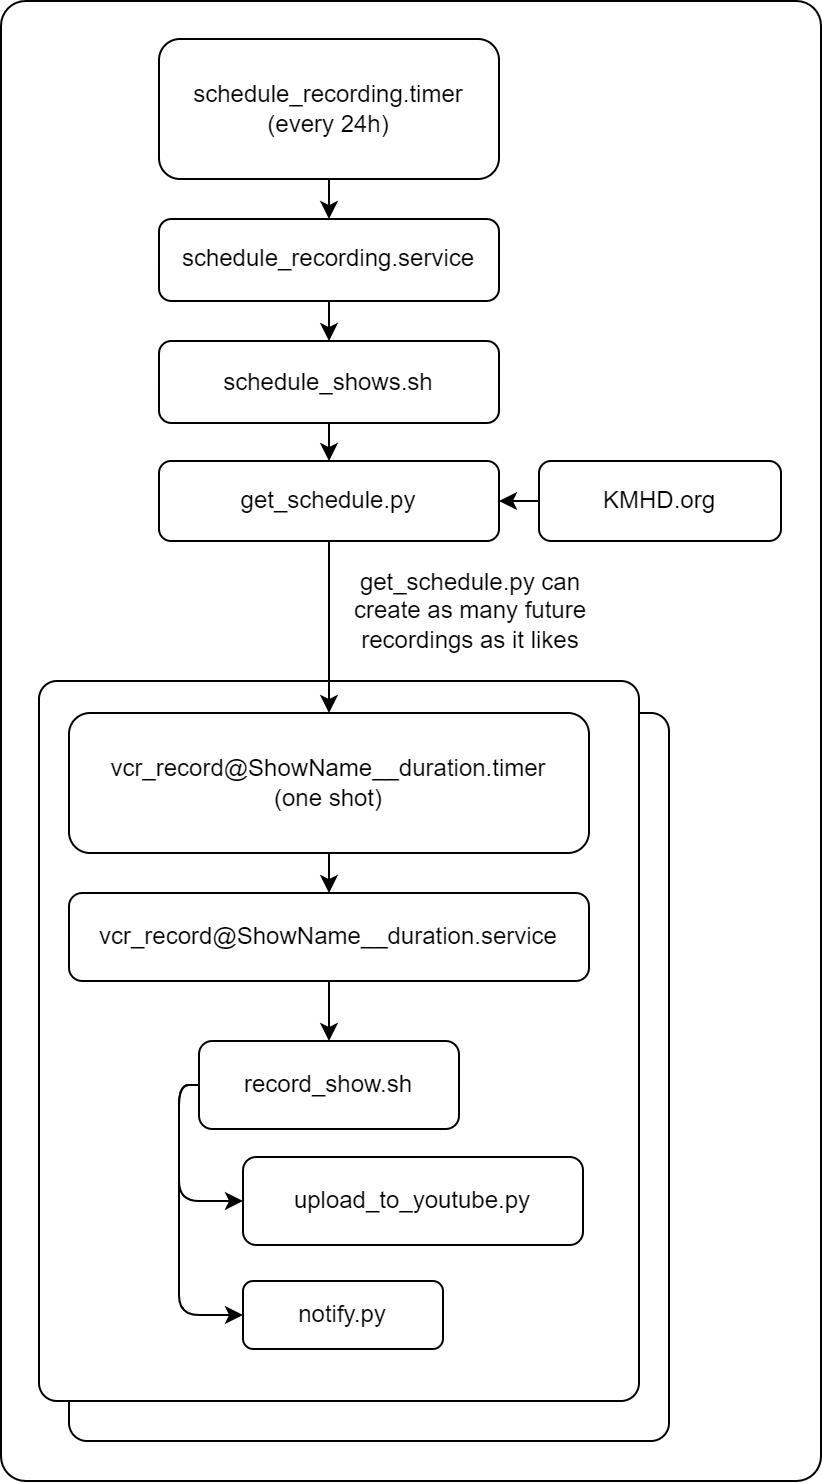 schedule_recording.timer
(every 24h)
schedule_recording.service
schedule_shows.sh
get_schedule.py
KMHD.org
get_schedule.py can
create as many future
recordings as it likes
vcr_record@ShowName__duration.timer
(one shot)
vcr_record@ShowName__duration.service
record_show.sh
upload_to_youtube.py
notify.py